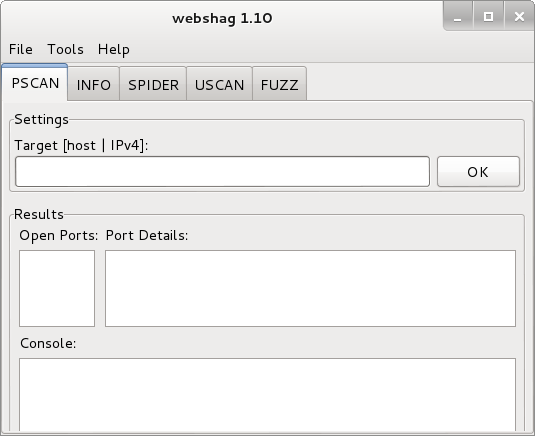 webshag 1.10
File Tools Help
PSCAN INFO SPIDER USCAN FUZZ
Settings
Target [host | IPv4]:
OK
Results
Open Ports: Port Details:
Console: